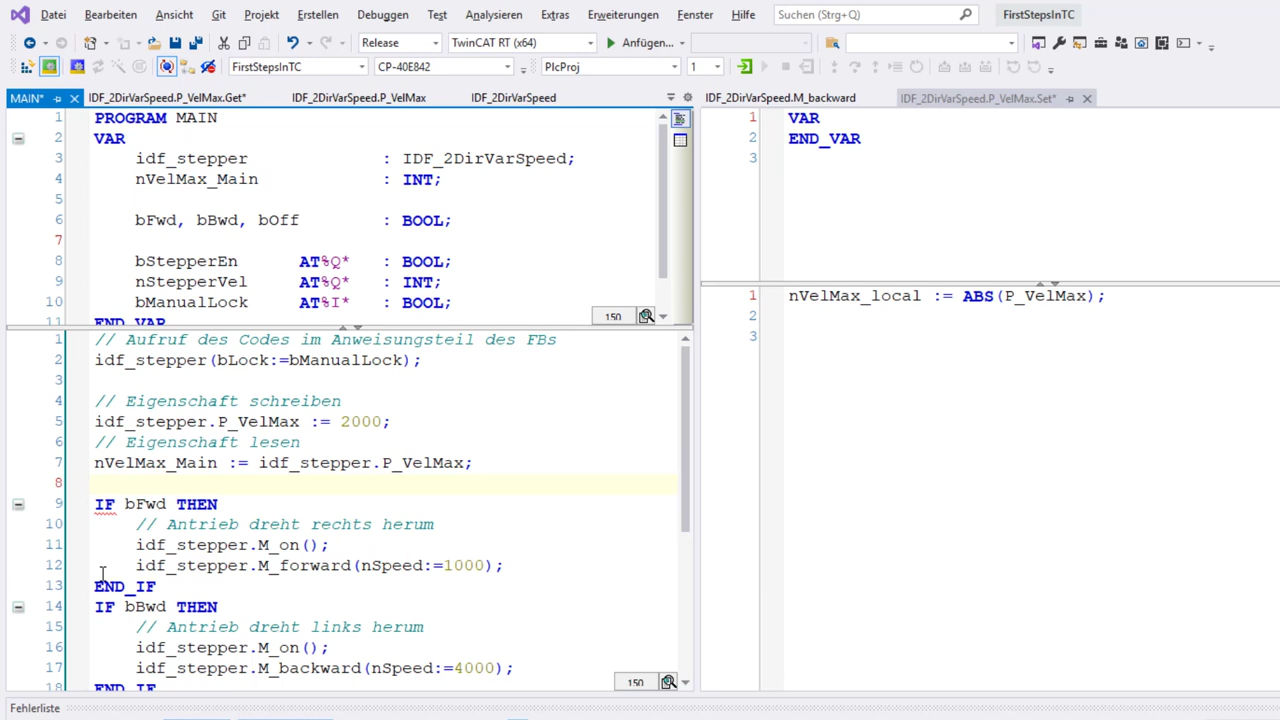 Datei Bearbeiten Ansicht Git Projekt Erstellen Debuggen Test Analysieren Extras Erweiterungen Fenster Hilfe Suchen (Strg+Q) FirstStepsInTC
Release TwinCAT RT (x64) Anfügen...
FirstStepsInTC CP-40E842 PlcProj 1
MAIN* IDF_2DirVarSpeed.P_VelMax.Get* IDF_2DirVarSpeed.P_VelMax IDF_2DirVarSpeed
1 PROGRAM MAIN
2 VAR
3 idf_stepper : IDF_2DirVarSpeed;
4 nVelMax_Main : INT;
5
6 bFwd, bBwd, bOff : BOOL;
7
8 bStepperEn AT%Q* : BOOL;
9 nStepperVel AT%Q* : INT;
10 bManualLock AT%I* : BOOL;
11 END_VAR
150
1 // Aufruf des Codes im Anweisungsteil des FBs
2 idf_stepper(bLock:=bManualLock);
3
4 // Eigenschaft schreiben
5 idf_stepper.P_VelMax := 2000;
6 // Eigenschaft lesen
7 nVelMax_Main := idf_stepper.P_VelMax;
8
9 IF bFwd THEN
10 // Antrieb dreht rechts herum
11 idf_stepper.M_on();
12 idf_stepper.M_forward(nSpeed:=1000);
13 END_IF
14 IF bBwd THEN
15 // Antrieb dreht links herum
16 idf_stepper.M_on();
17 idf_stepper.M_backward(nSpeed:=4000);
18 END_IF
150
IDF_2DirVarSpeed.M_backward IDF_2DirVarSpeed.P_VelMax.Set*
1 VAR
2 END_VAR
3
1 nVelMax_local := ABS(P_VelMax);
2
3
Fehlerliste